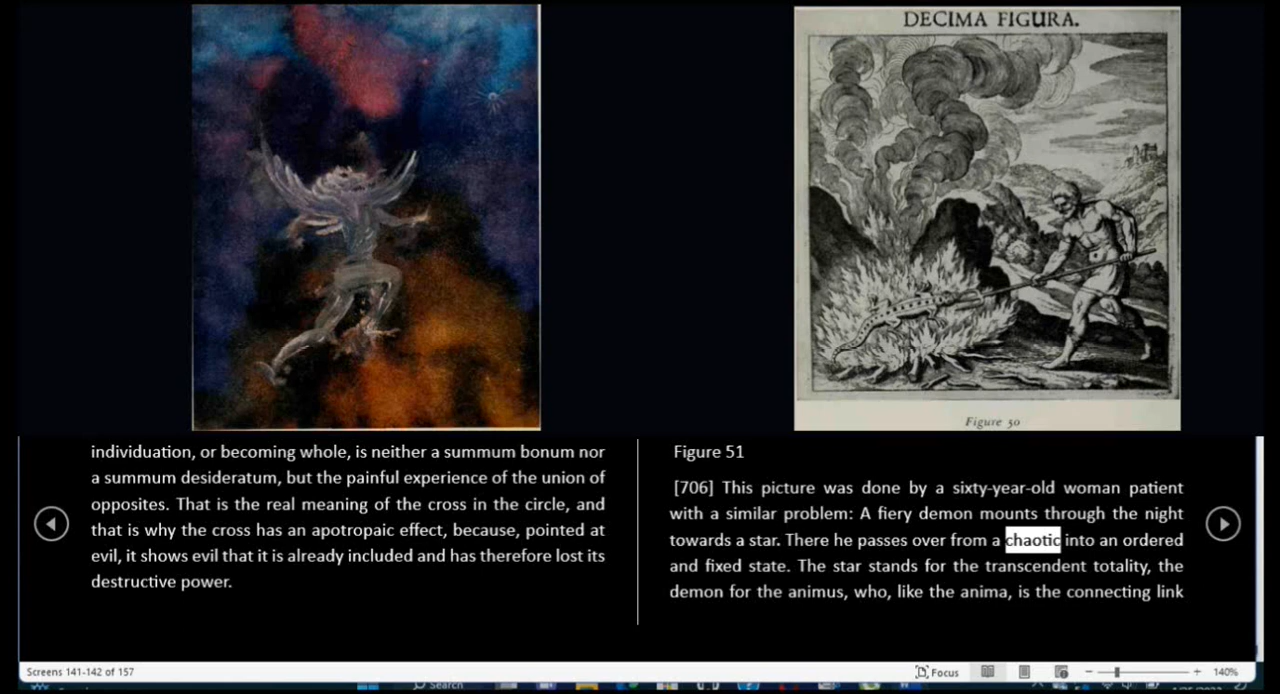 DECIMA FIGURA.
Figure 50
individuation, or becoming whole, is neither a summum bonum nor
a summum desideratum, but the painful experience of the union of
opposites. That is the real meaning of the cross in the circle, and
that is why the cross has an apotropaic effect, because, pointed at
evil, it shows evil that it is already included and has therefore lost its
destructive power.
Figure 51
[706] This picture was done by a sixty-year-old woman patient
with a similar problem: A fiery demon mounts through the night
towards a star. There he passes over from a chaotic into an ordered
and fixed state. The star stands for the transcendent totality, the
demon for the animus, who, like the anima, is the connecting link
Screens 141-142 of 157
Focus
140%
Search